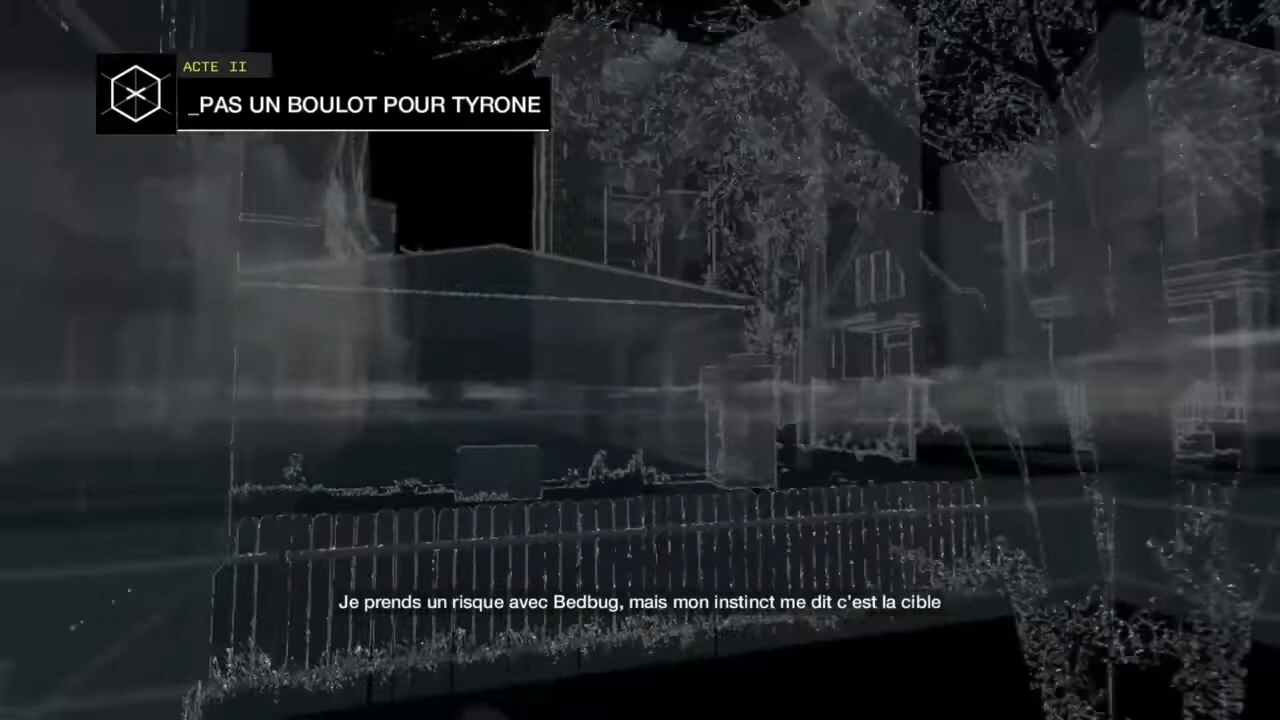 ACTE II
_PAS UN BOULOT POUR TYRONE
Je prends un risque avec Bedbug, mais mon instinct me dit c'est la cible